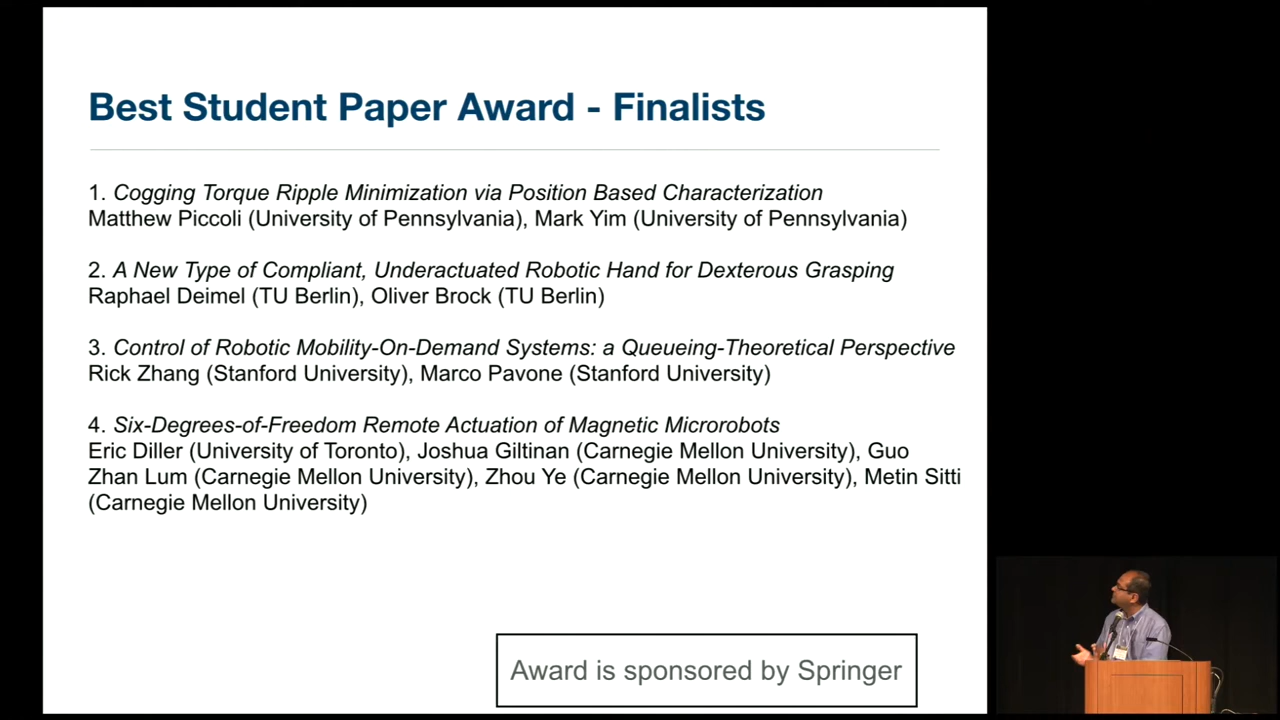 Best Student Paper Award - Finalists
1. Cogging Torque Ripple Minimization via Position Based Characterization
Matthew Piccoli (University of Pennsylvania), Mark Yim (University of Pennsylvania)
2. A New Type of Compliant, Underactuated Robotic Hand for Dexterous Grasping
Raphael Deimel (TU Berlin), Oliver Brock (TU Berlin)
3. Control of Robotic Mobility-On-Demand Systems: a Queueing-Theoretical Perspective
Rick Zhang (Stanford University), Marco Pavone (Stanford University)
4. Six-Degrees-of-Freedom Remote Actuation of Magnetic Microrobots
Eric Diller (University of Toronto), Joshua Giltinan (Carnegie Mellon University), Guo
Zhan Lum (Carnegie Mellon University), Zhou Ye (Carnegie Mellon University), Metin Sitti
(Carnegie Mellon University)
Award is sponsored by Springer